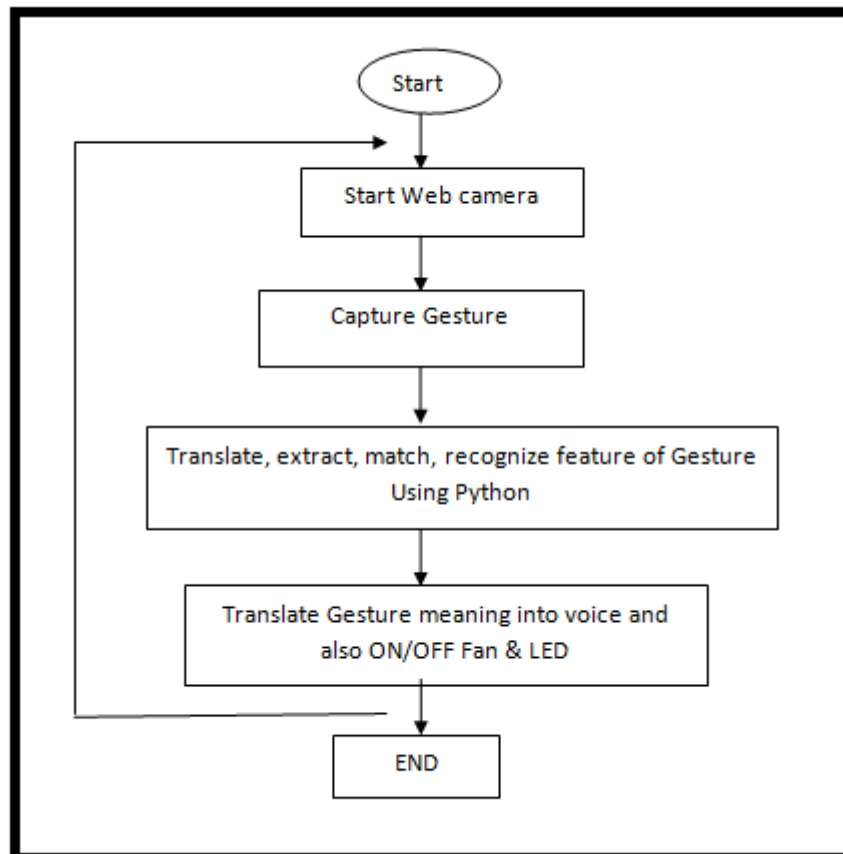 Start
Start Web camera
Capture Gesture
Translate, extract, match, recognize feature of Gesture
Using Python
Translate Gesture meaning into voice and
also ON/OFF Fan & LED
END